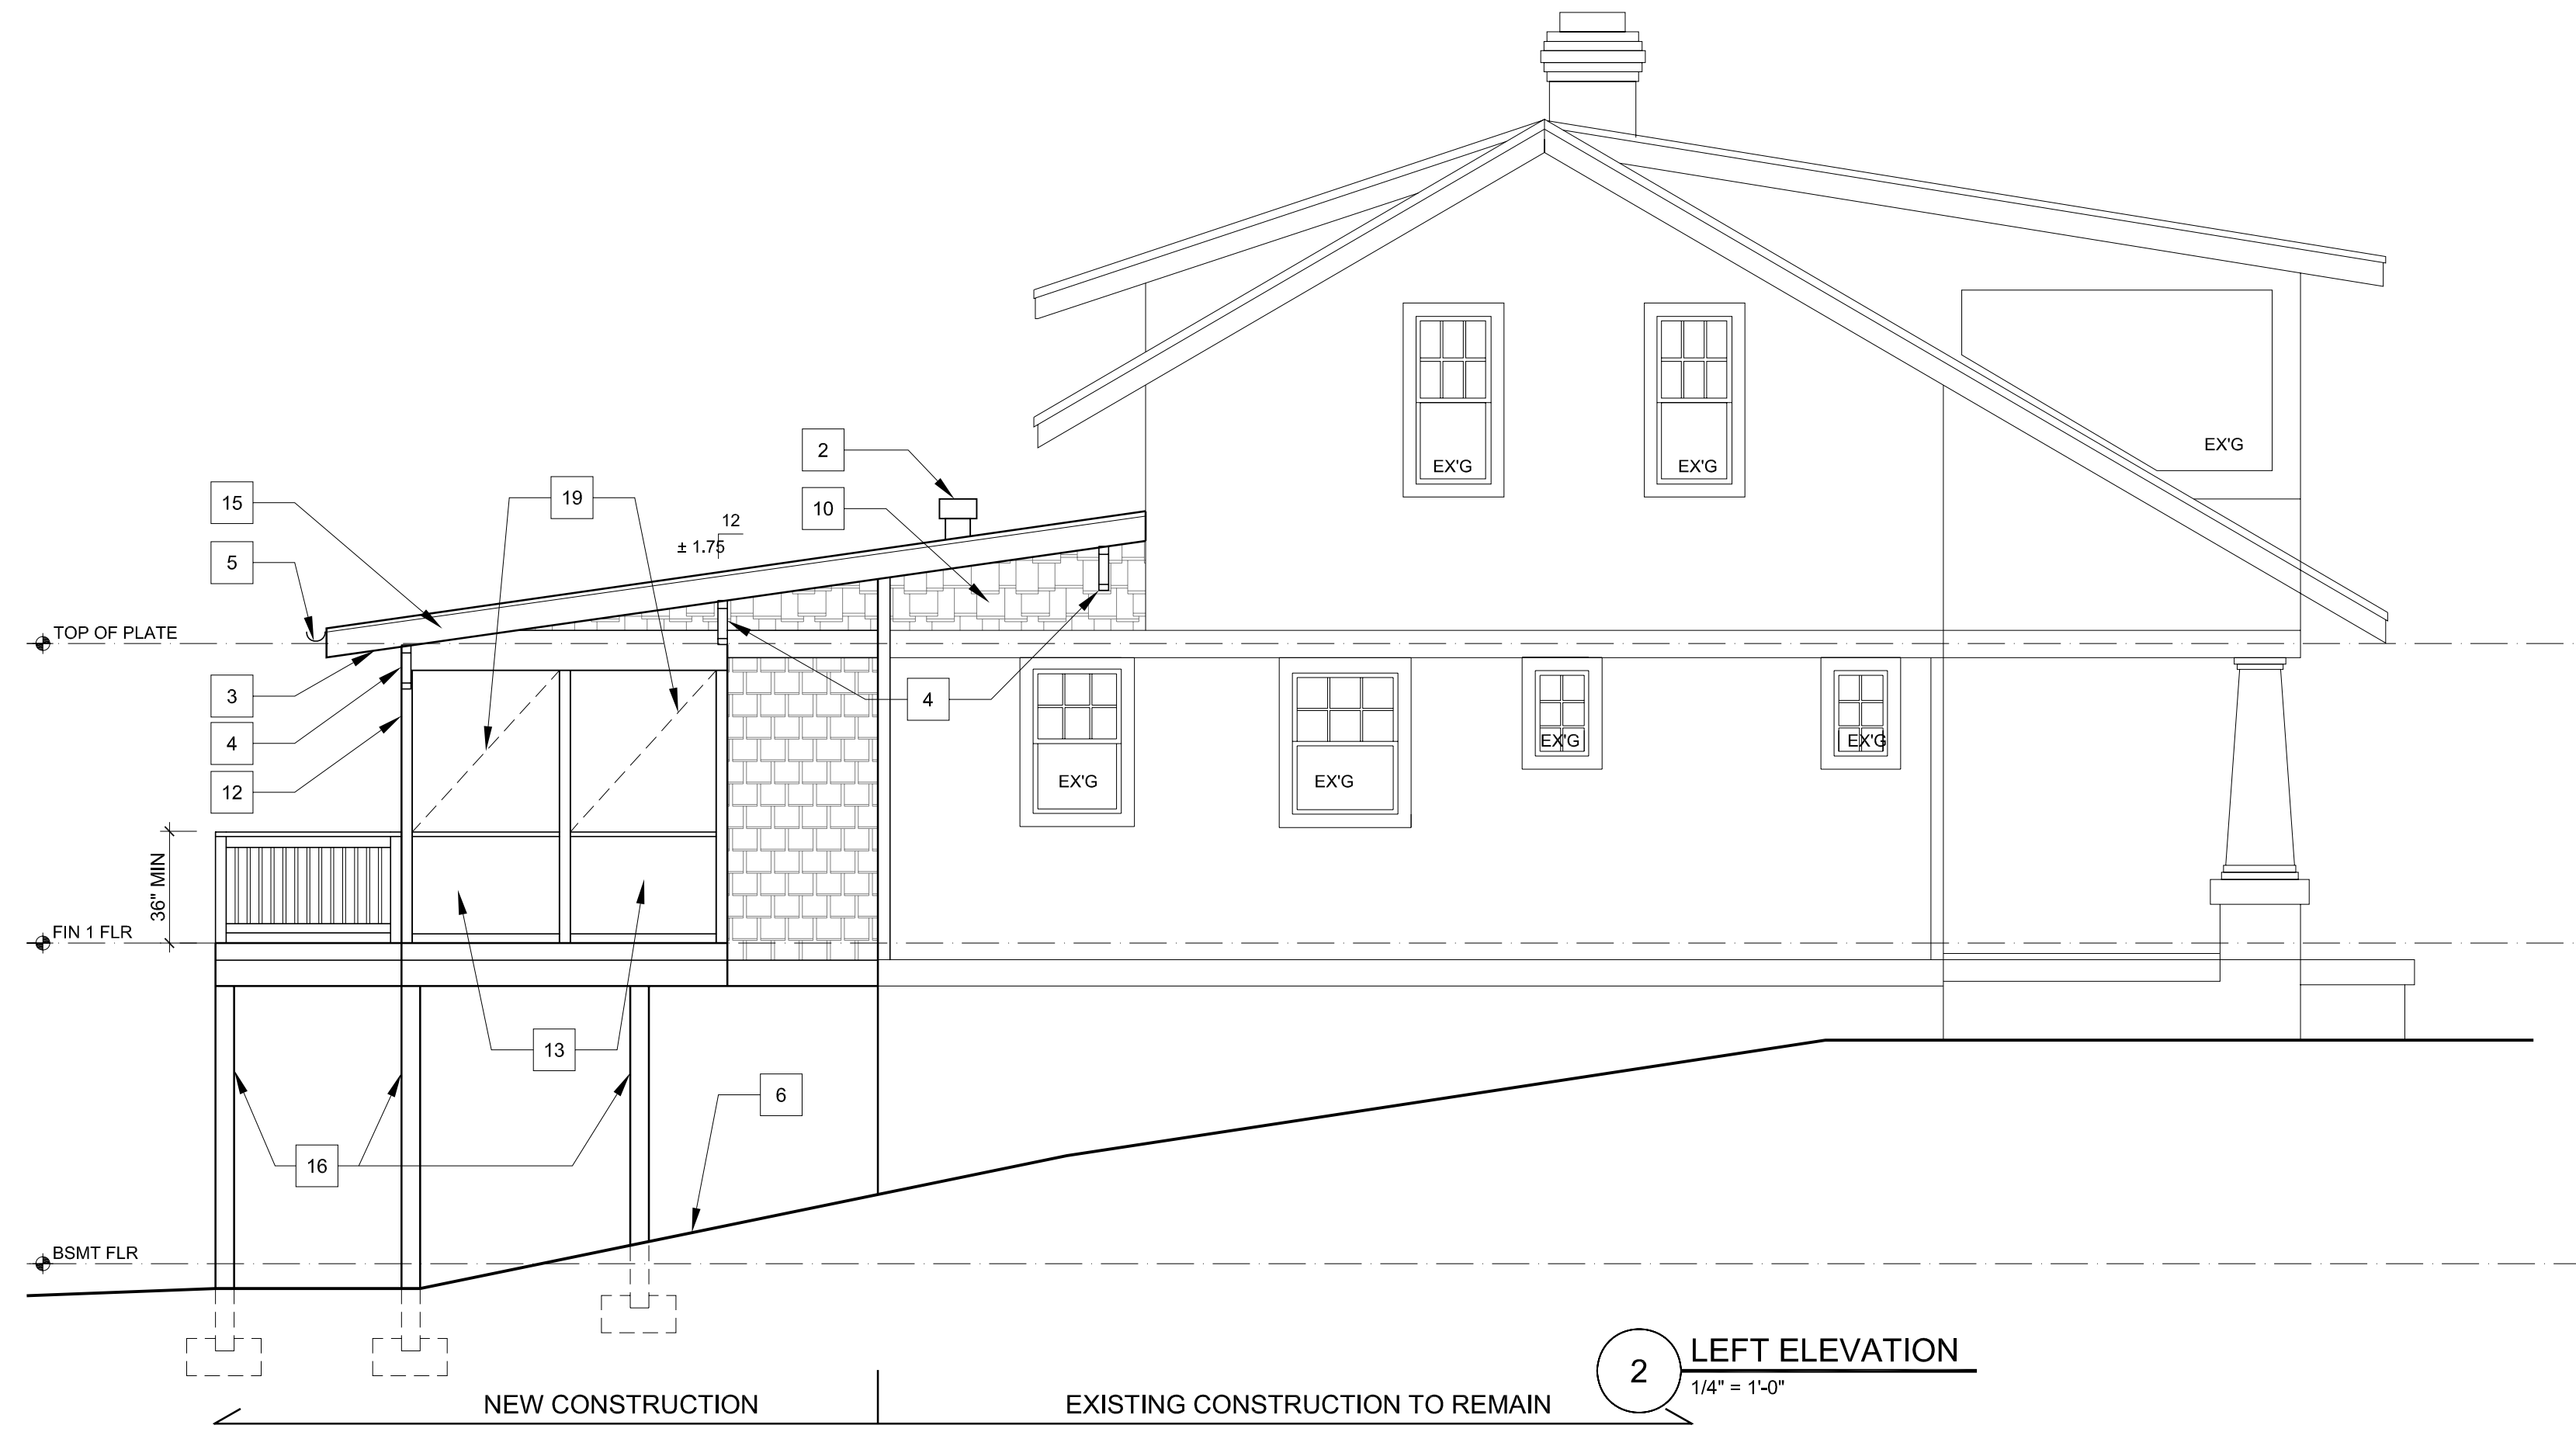 EX'G
EX'G
EX'G
2
15
19
10
12
± 1.75
5
TOP OF PLATE
3
4
4
12
EX'G
EX'G
EX'G
EX'G
36" MIN
FIN 1 FLR
13
6
16
BSMT FLR
2
LEFT ELEVATION
1/4" = 1'-0"
NEW CONSTRUCTION
EXISTING CONSTRUCTION TO REMAIN